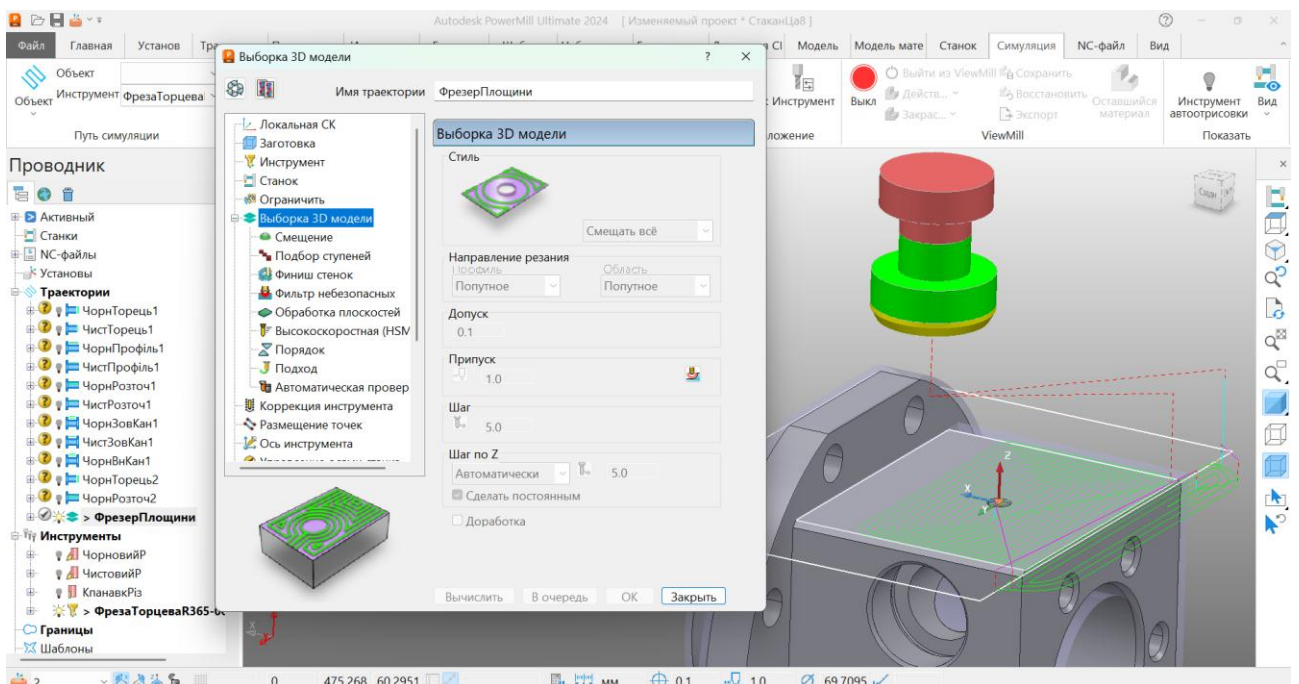 Autodesk PowerMill Ultimate 2024 [ Изменяемый проект * СтаканЦа8 ]
Файл Главная Установ Модель Модель мате Станок Симуляция NC-файл Вид
Объект
Объект Инструмент ФрезаТорцева
Путь симуляции
Инструмент
ложение
Выкл
Выйти из ViewMill
Действ... Закрас...
Сохранить
Восстановить
Экспорт
Оставшийся материал
ViewMill
Инструмент автоотрисовки
Вид
Показать
Проводник
Активный
Станки
NC-файлы
Установы
Траектории
ЧорнТорець1
ЧистТорець1
ЧорнПрофіль1
ЧистПрофіль1
ЧорнРозточ1
ЧистРозточ1
ЧорнЗовКан1
ЧистЗовКан1
ЧорнВнКан1
ЧорнТорець2
ЧорнРозточ2
> ФрезерПлощини
Инструменты
ЧорновийР
ЧистовийР
КпанавкРіз
> ФрезаТорцеваR365-0
Границы
Шаблоны
Выборка 3D модели ? ×
Имя траектории ФрезерПлощини
Локальная СК
Заготовка
Инструмент
Станок
Ограничить
Выборка 3D модели
Смещение
Подбор ступеней
Финиш стенок
Фильтр небезопасных
Обработка плоскостей
Высокоскоростная (HSM
Порядок
Подход
Автоматическая провер
Коррекция инструмента
Размещение точек
Ось инструмента
Выборка 3D модели
Стиль
Смещать всё
Направление резания
Профиль Область
Попутное Попутное
Допуск
0.1
Припуск
1.0
Шаг
5.0
Шаг по Z
Автоматически 5.0
Сделать постоянным
Доработка
Вычислить В очередь OK Закрыть
Z
X
Y
2 0 475.268 60.2951 мм 0.1 1.0 69.7095